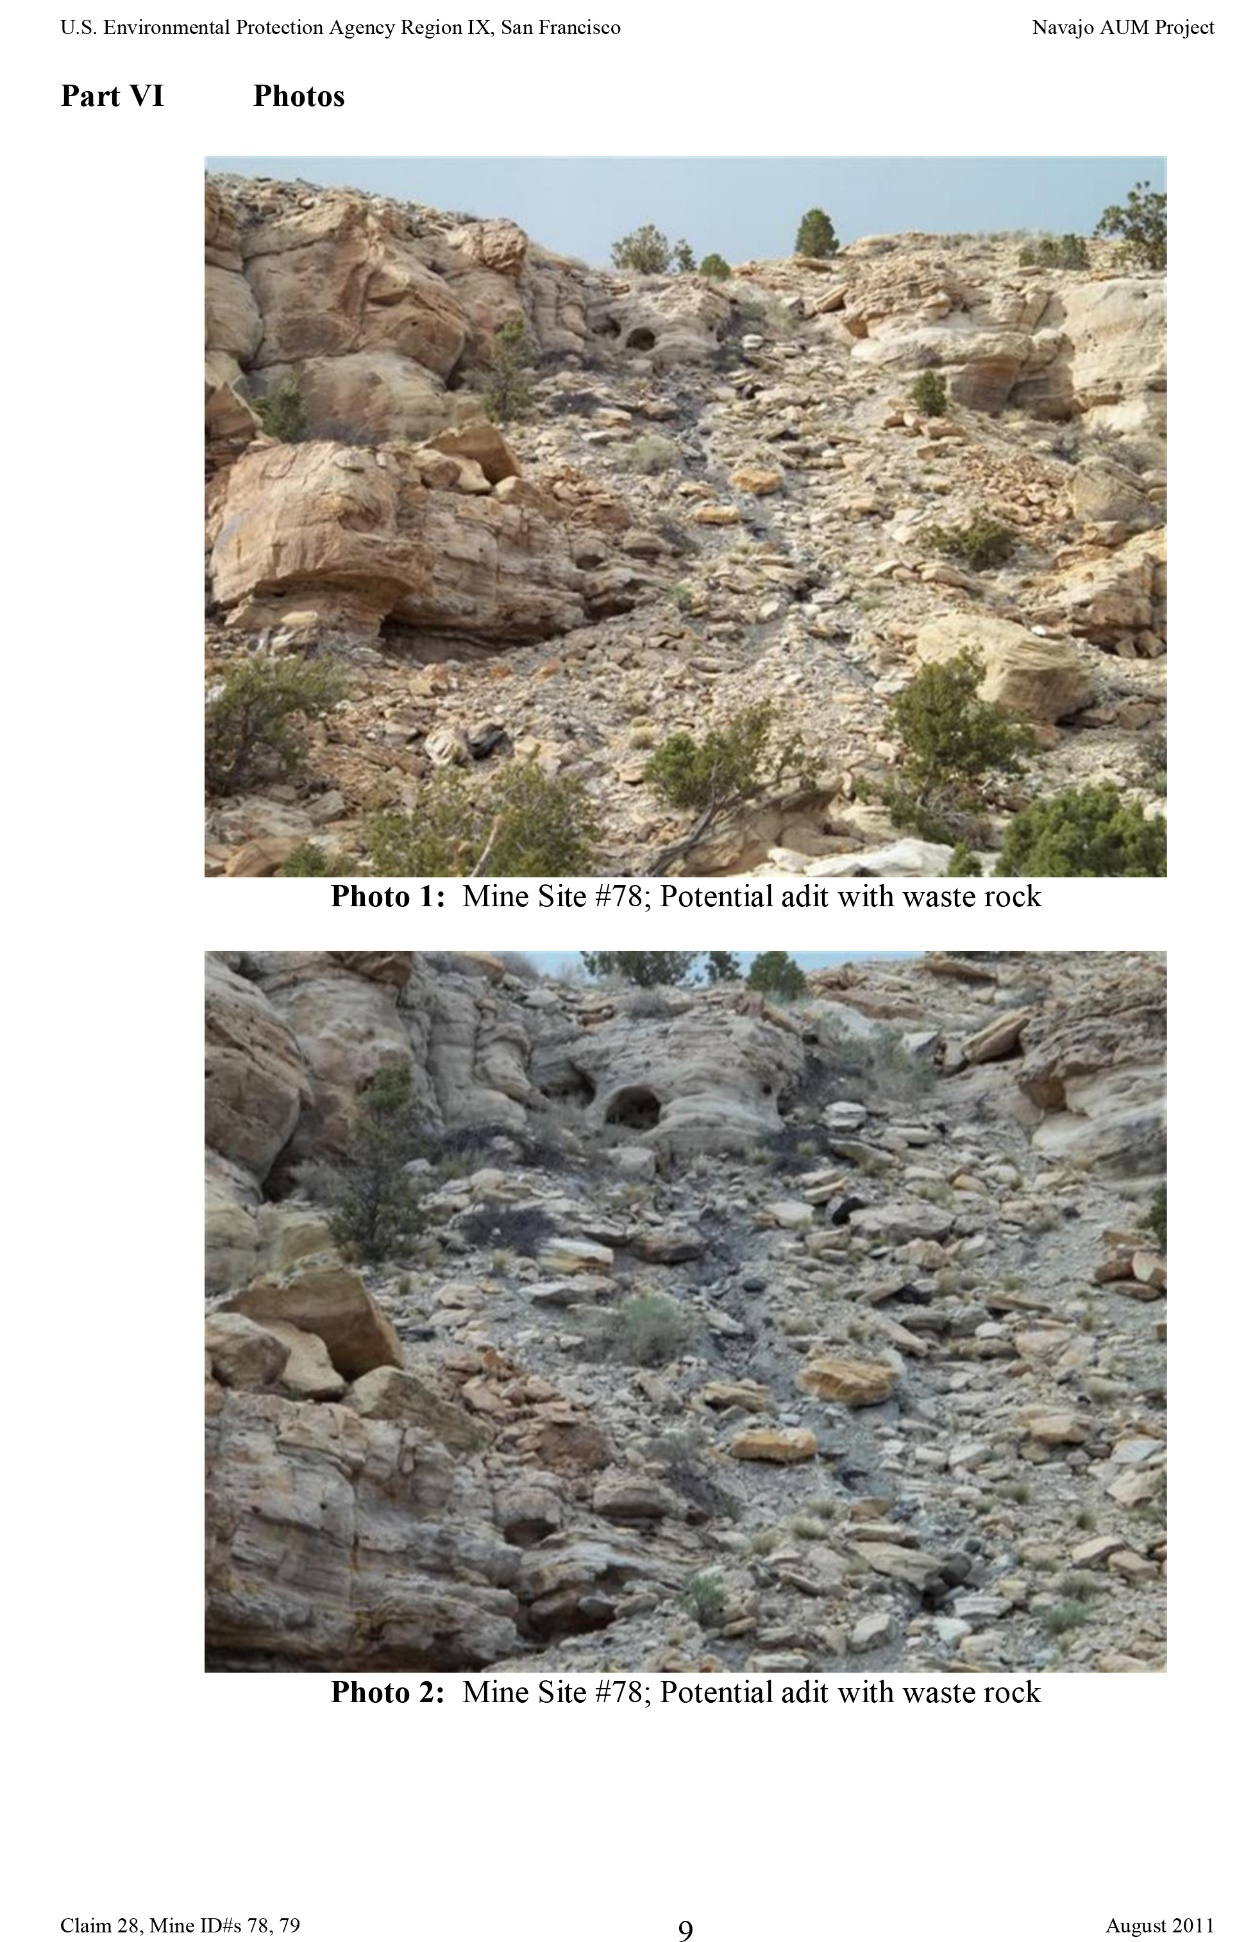 U.S. Environmental Protection Agency Region IX, San Francisco Navajo AUM Project
Part VI Photos
Photo 1: Mine Site #78; Potential adit with waste rock
Photo 2: Mine Site #78; Potential adit with waste rock
Claim 28, Mine ID#s 78, 79 9 August 2011